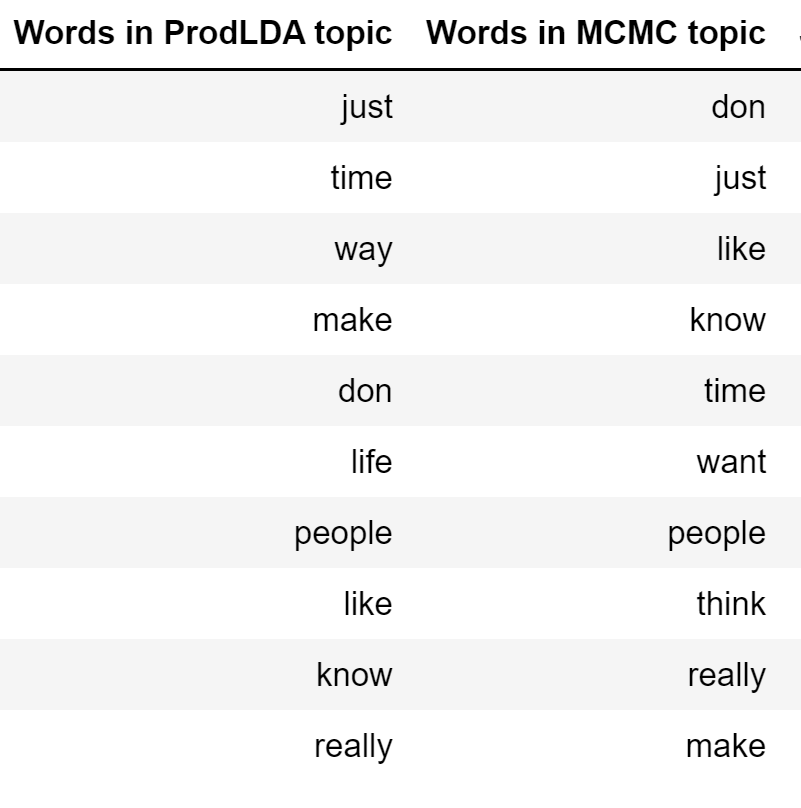 Words in ProdLDA topic Words in MCMC topic
just don
time just
way like
make know
don time
life want
people people
like think
know really
really make